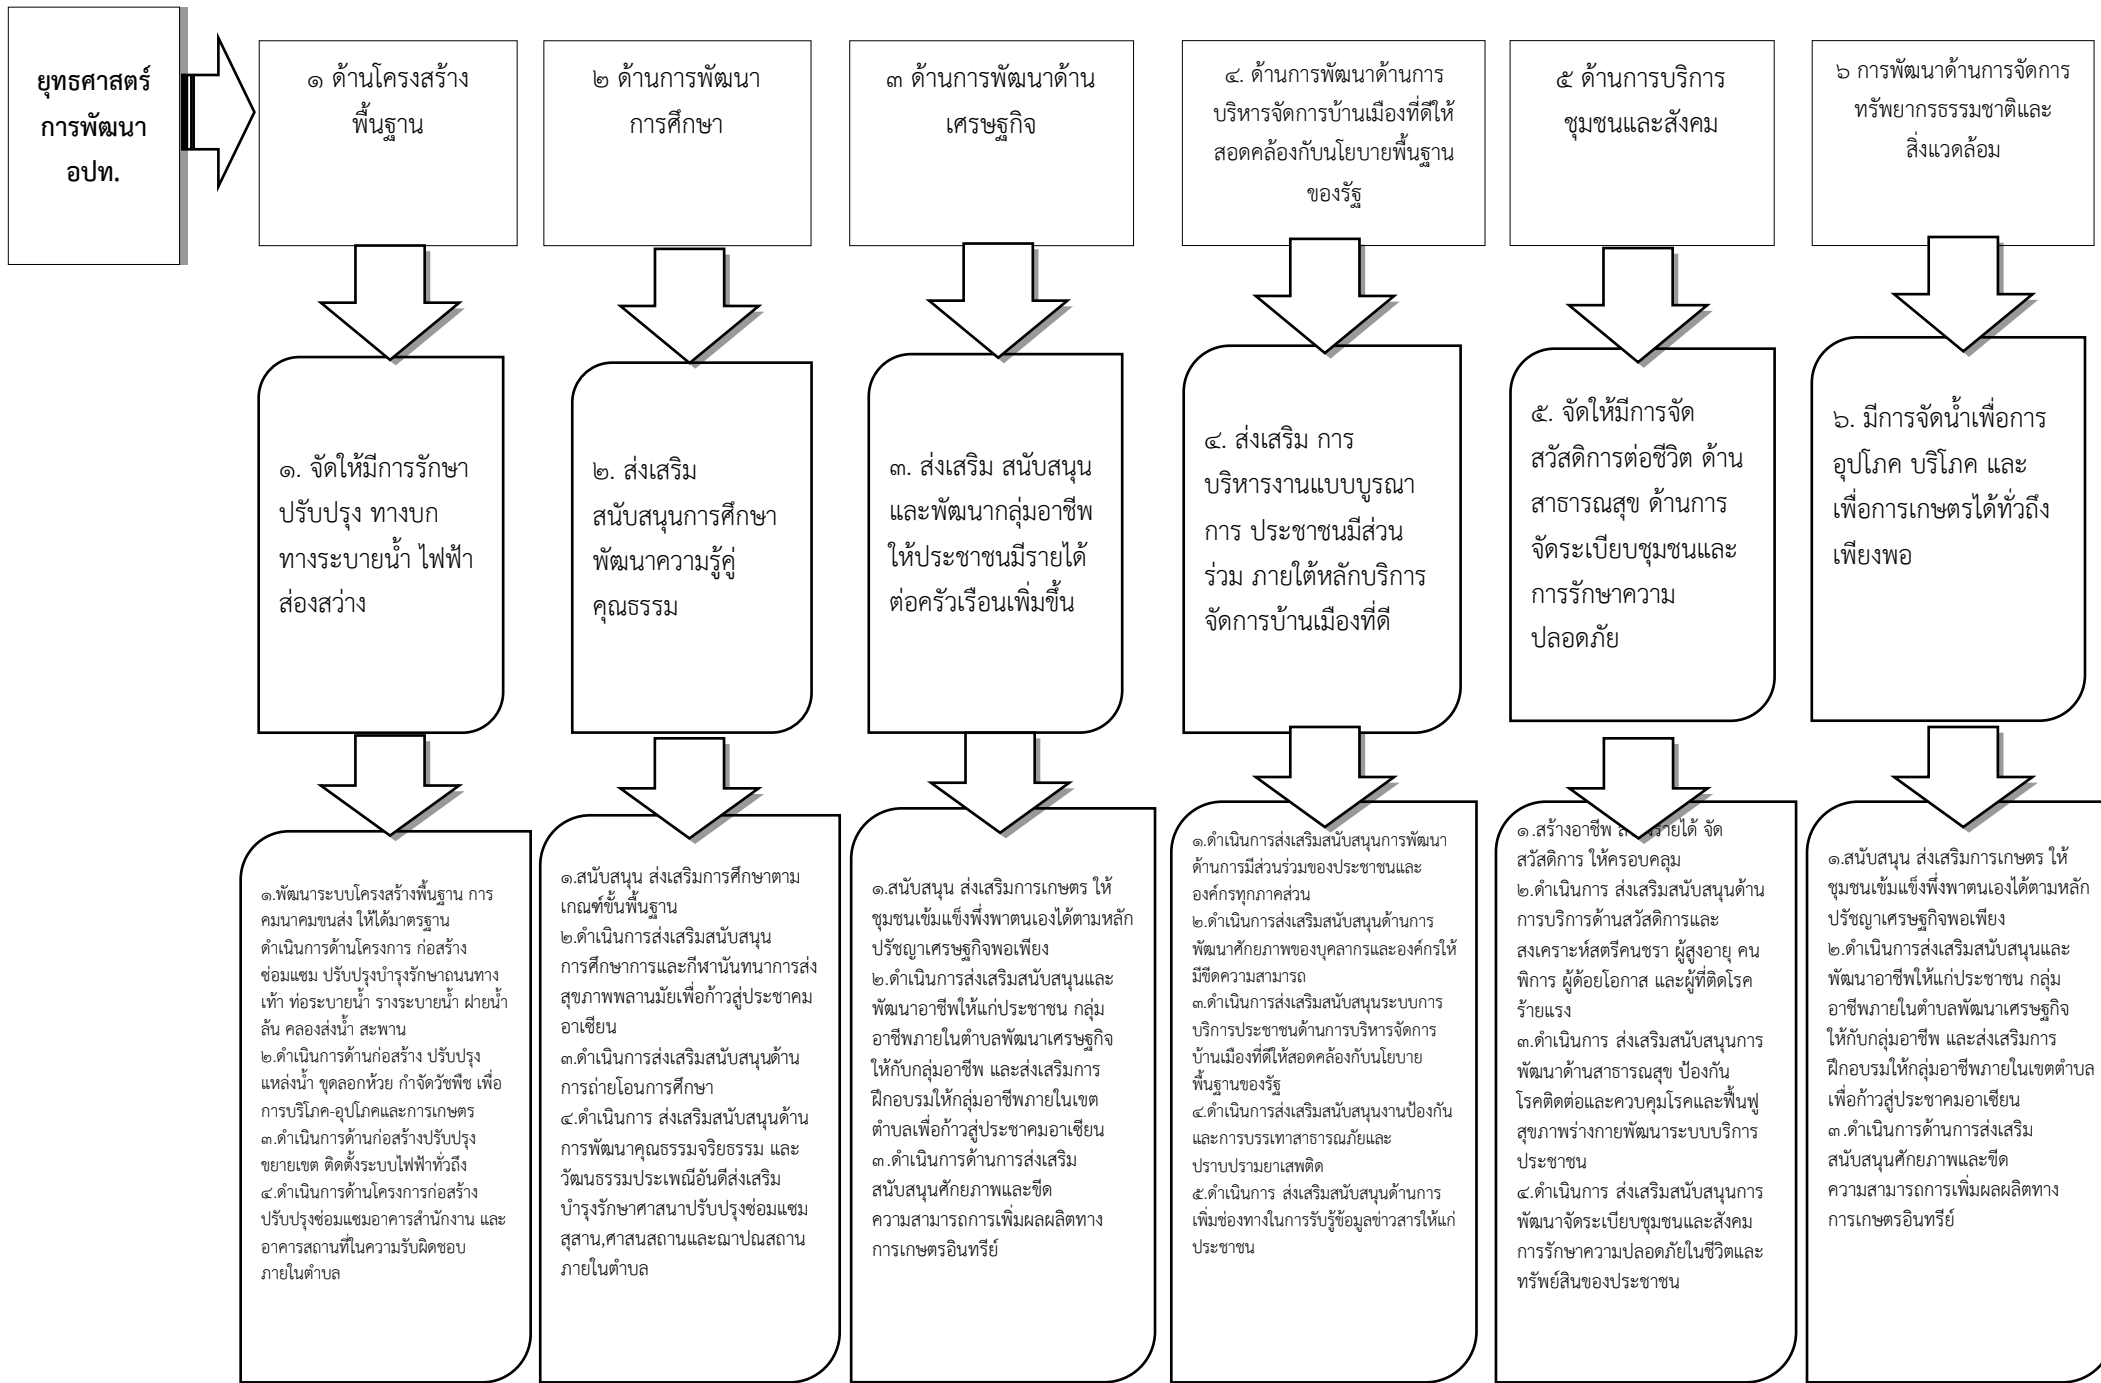 ยุทธศาสตร์
การพัฒนา
อปท.
๑ ด้านโครงสร้าง
พื้นฐาน
๒ ด้านการพัฒนา
การศึกษา
๓ ด้านการพัฒนาด้าน
เศรษฐกิจ
๔. ด้านการพัฒนาด้านการ
บริหารจัดการบ้านเมืองที่ดีให้
สอดคล้องกับนโยบายพื้นฐาน
ของรัฐ
๕ ด้านการบริการ
ชุมชนและสังคม
๖ การพัฒนาด้านการจัดการ
ทรัพยากรธรรมชาติและ
สิ่งแวดล้อม
๑. จัดให้มีการรักษา
ปรับปรุง ทางบก
ทางระบายน้ำ ไฟฟ้า
ส่องสว่าง
๒. ส่งเสริม
สนับสนุนการศึกษา
พัฒนาความรู้คู่
คุณธรรม
๓. ส่งเสริม สนับสนุน
และพัฒนากลุ่มอาชีพ
ให้ประชาชนมีรายได้
ต่อครัวเรือนเพิ่มขึ้น
๔. ส่งเสริม การ
บริหารงานแบบบูรณา
การ ประชาชนมีส่วน
ร่วม ภายใต้หลักบริการ
จัดการบ้านเมืองที่ดี
๕. จัดให้มีการจัด
สวัสดิการต่อชีวิต ด้าน
สาธารณสุข ด้านการ
จัดระเบียบชุมชนและ
การรักษาความ
ปลอดภัย
๖. มีการจัดน้ำเพื่อการ
อุปโภค บริโภค และ
เพื่อการเกษตรได้ทั่วถึง
เพียงพอ
๑.พัฒนาระบบโครงสร้างพื้นฐาน การ
คมนาคมขนส่ง ให้ได้มาตรฐาน
ดำเนินการด้านโครงการ ก่อสร้าง
ซ่อมแซม ปรับปรุงบำรุงรักษาถนนทาง
เท้า ท่อระบายน้ำ รางระบายน้ำ ฝายน้ำ
ล้น คลองส่งน้ำ สะพาน
๒.ดำเนินการด้านก่อสร้าง ปรับปรุง
แหล่งน้ำ ขุดลอกห้วย กำจัดวัชพืช เพื่อ
การบริโภค-อุปโภคและการเกษตร
๓.ดำเนินการด้านก่อสร้างปรับปรุง
ขยายเขต ติดตั้งระบบไฟฟ้าทั่วถึง
๔.ดำเนินการด้านโครงการก่อสร้าง
ปรับปรุงซ่อมแซมอาคารสำนักงาน และ
อาคารสถานที่ในความรับผิดชอบ
ภายในตำบล
๑.สนับสนุน ส่งเสริมการศึกษาตาม
เกณฑ์ขั้นพื้นฐาน
๒.ดำเนินการส่งเสริมสนับสนุน
การศึกษาการและกีฬานันทนาการส่ง
สุขภาพพลานมัยเพื่อก้าวสู่ประชาคม
อาเซียน
๓.ดำเนินการส่งเสริมสนับสนุนด้าน
การถ่ายโอนการศึกษา
๔.ดำเนินการ ส่งเสริมสนับสนุนด้าน
การพัฒนาคุณธรรมจริยธรรม และ
วัฒนธรรมประเพณีอันดีส่งเสริม
บำรุงรักษาศาสนาปรับปรุงซ่อมแซม
สุสาน,ศาสนสถานและฌาปณสถาน
ภายในตำบล
๑.สนับสนุน ส่งเสริมการเกษตร ให้
ชุมชนเข้มแข็งพึ่งพาตนเองได้ตามหลัก
ปรัชญาเศรษฐกิจพอเพียง
๒.ดำเนินการส่งเสริมสนับสนุนและ
พัฒนาอาชีพให้แก่ประชาชน กลุ่ม
อาชีพภายในตำบลพัฒนาเศรษฐกิจ
ให้กับกลุ่มอาชีพ และส่งเสริมการ
ฝึกอบรมให้กลุ่มอาชีพภายในเขต
ตำบลเพื่อก้าวสู่ประชาคมอาเซียน
๓.ดำเนินการด้านการส่งเสริม
สนับสนุนศักยภาพและขีด
ความสามารถการเพิ่มผลผลิตทาง
การเกษตรอินทรีย์
๑.ดำเนินการส่งเสริมสนับสนุนการพัฒนา
ด้านการมีส่วนร่วมของประชาชนและ
องค์กรทุกภาคส่วน
๒.ดำเนินการส่งเสริมสนับสนุนด้านการ
พัฒนาศักยภาพของบุคลากรและองค์กรให้
มีขีดความสามารถ
๓.ดำเนินการส่งเสริมสนับสนุนระบบการ
บริการประชาชนด้านการบริหารจัดการ
บ้านเมืองที่ดีให้สอดคล้องกับนโยบาย
พื้นฐานของรัฐ
๔.ดำเนินการส่งเสริมสนับสนุนงานป้องกัน
และการบรรเทาสาธารณภัยและ
ปราบปรามยาเสพติด
๕.ดำเนินการ ส่งเสริมสนับสนุนด้านการ
เพิ่มช่องทางในการรับรู้ข้อมูลข่าวสารให้แก่
ประชาชน
๑.สร้างอาชีพ จัด
สวัสดิการ ให้ครอบคลุม
๒.ดำเนินการ ส่งเสริมสนับสนุนด้าน
การบริการด้านสวัสดิการและ
สงเคราะห์สตรีคนชรา ผู้สูงอายุ คน
พิการ ผู้ด้อยโอกาส และผู้ที่ติดโรค
ร้ายแรง
๓.ดำเนินการ ส่งเสริมสนับสนุนการ
พัฒนาด้านสาธารณสุข ป้องกัน
โรคติดต่อและควบคุมโรคและฟื้นฟู
สุขภาพร่างกายพัฒนาระบบบริการ
ประชาชน
๔.ดำเนินการ ส่งเสริมสนับสนุนการ
พัฒนาจัดระเบียบชุมชนและสังคม
การรักษาความปลอดภัยในชีวิตและ
ทรัพย์สินของประชาชน
๑.สนับสนุน ส่งเสริมการเกษตร ให้
ชุมชนเข้มแข็งพึ่งพาตนเองได้ตามหลัก
ปรัชญาเศรษฐกิจพอเพียง
๒.ดำเนินการส่งเสริมสนับสนุนและ
พัฒนาอาชีพให้แก่ประชาชน กลุ่ม
อาชีพภายในตำบลพัฒนาเศรษฐกิจ
ให้กับกลุ่มอาชีพ และส่งเสริมการ
ฝึกอบรมให้กลุ่มอาชีพภายในเขตตำบล
เพื่อก้าวสู่ประชาคมอาเซียน
๓.ดำเนินการด้านการส่งเสริม
สนับสนุนศักยภาพและขีด
ความสามารถการเพิ่มผลผลิตทาง
การเกษตรอินทรีย์